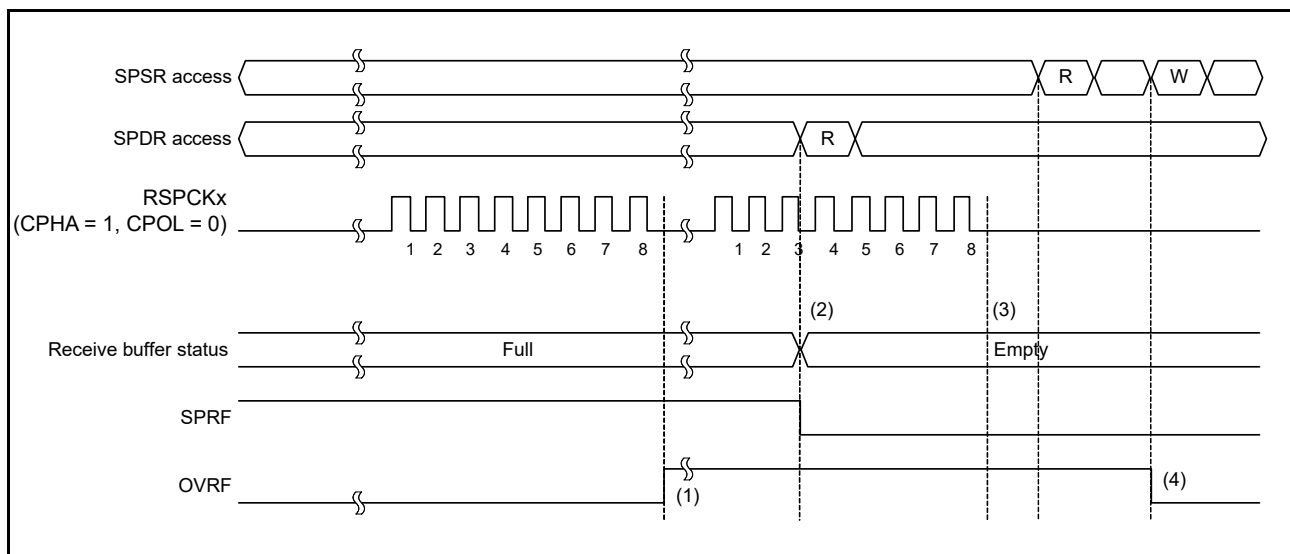 SPSR access
R
W
SPDR access
R
RSPCKx
(CPHA = 1, CPOL = 0)
1 2 3 4 5 6 7 8 1 2 3 4 5 6 7 8
(2) (3)
Receive buffer status
Full
Empty
SPRF
OVRF
(1)
(4)